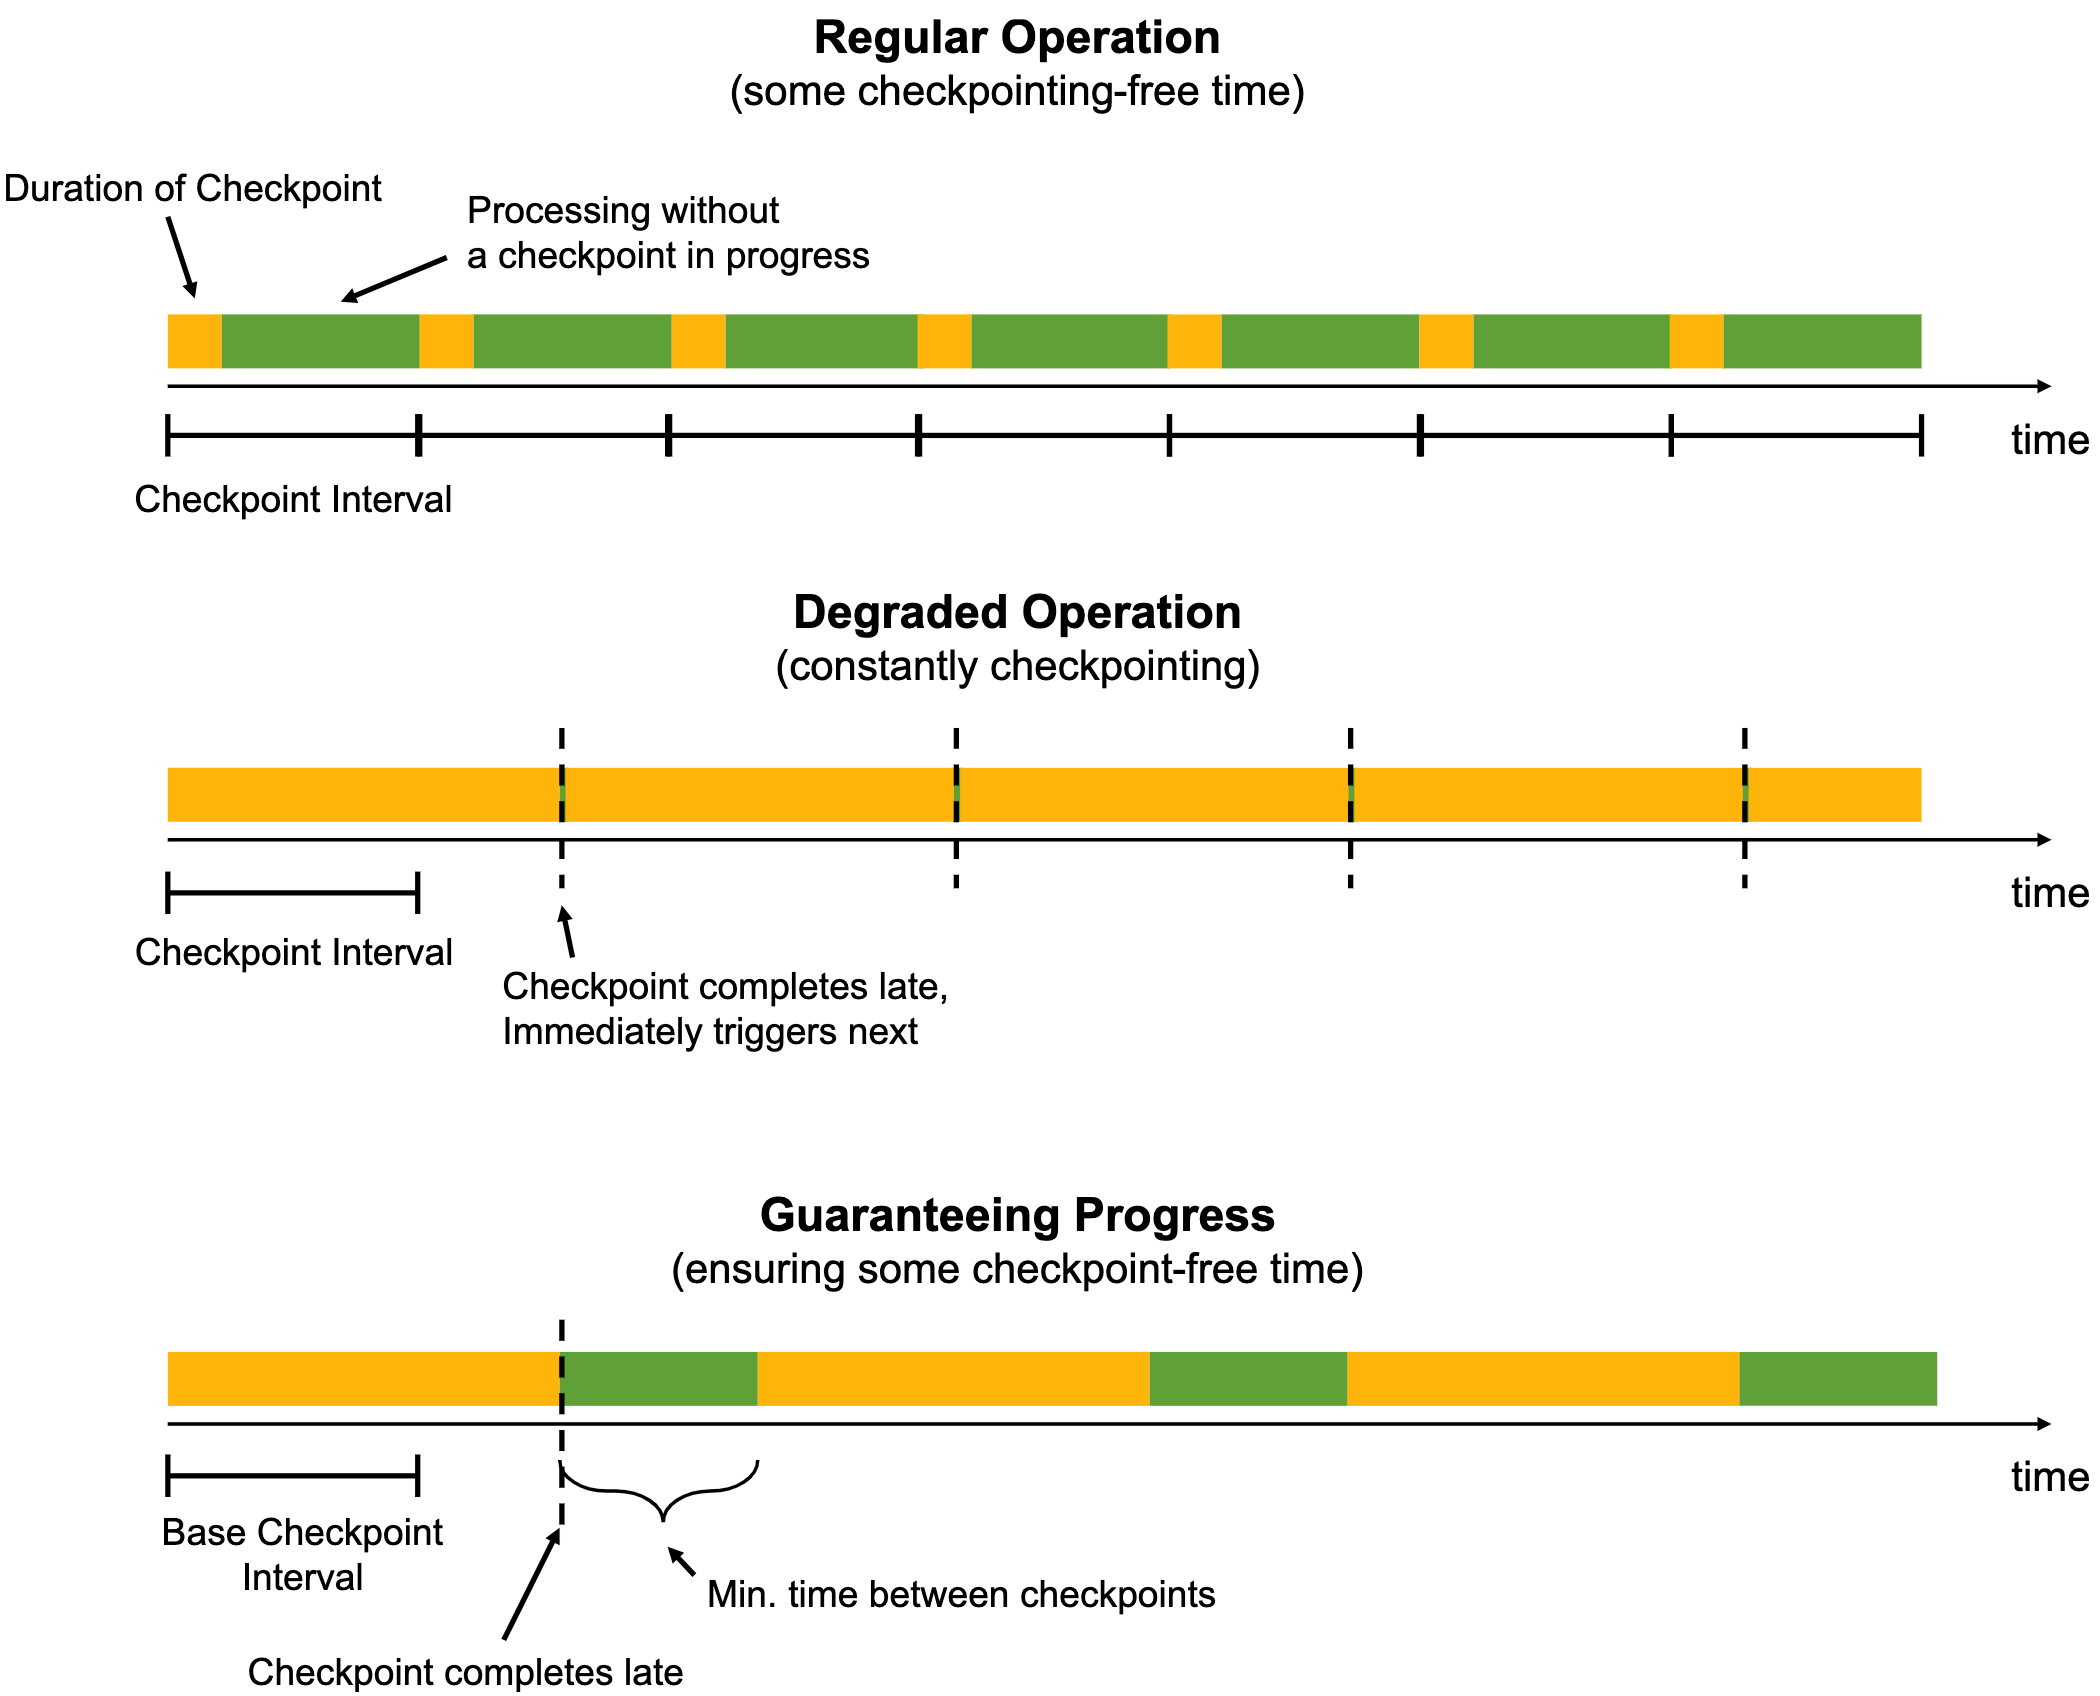 Regular Operation
(some checkpointing-free time)
Duration of Checkpoint
Processing without
a checkpoint in progress
time
Checkpoint Interval
Degraded Operation
(constantly checkpointing)
time
Checkpoint Interval
Checkpoint completes late,
Immediately triggers next
Guaranteeing Progress
(ensuring some checkpoint-free time)
time
Base Checkpoint
Interval
Min. time between checkpoints
Checkpoint completes late